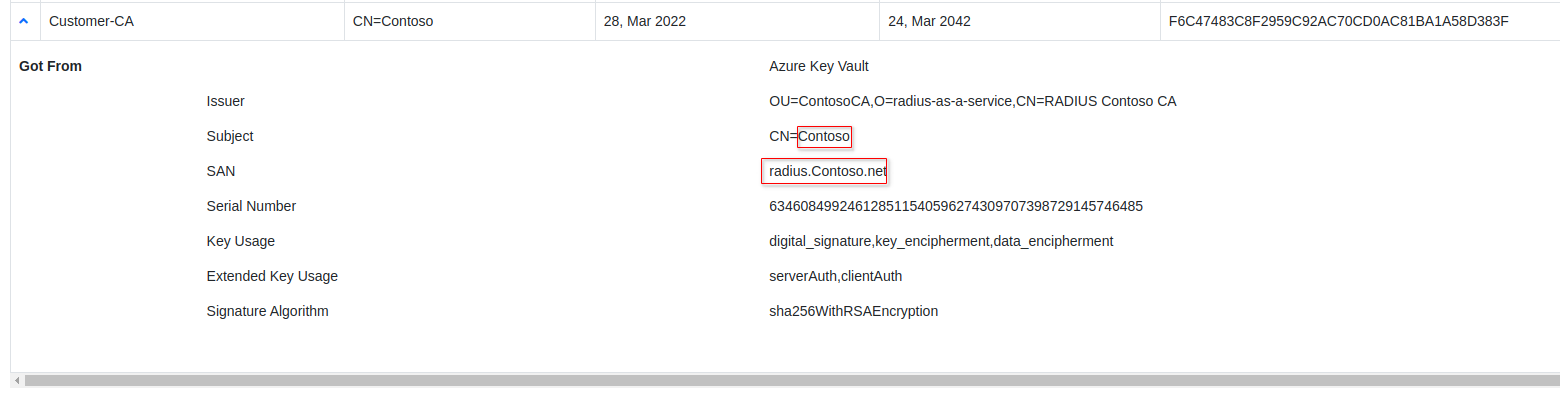 Customer-CA CN=Contoso 28, Mar 2022 24, Mar 2042 F6C47483C8F2959C92AC70CD0AC81BA1A58D383F
Got From Azure Key Vault
Issuer OU=ContosoCA,O=radius-as-a-service,CN=RADIUS Contoso CA
Subject CN=Contoso
SAN radius.Contoso.net
Serial Number 634608499246128511540596274309707398729145746485
Key Usage digital_signature,key_encipherment,data_encipherment
Extended Key Usage serverAuth,clientAuth
Signature Algorithm sha256WithRSAEncryption